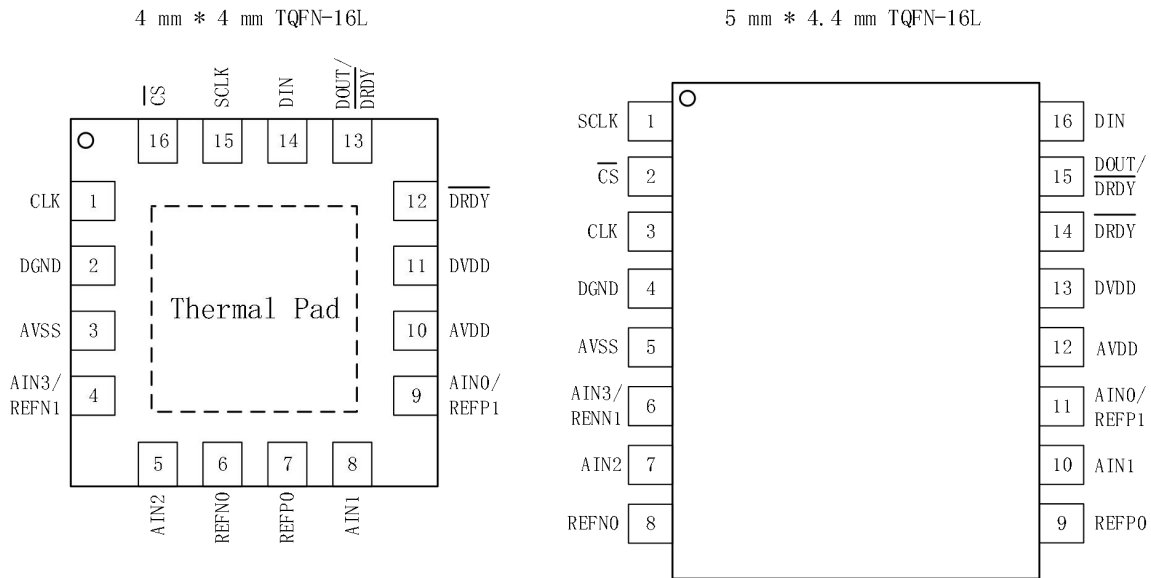 4 mm * 4 mm TQFN-16L
CS
SCLK
DIN
DOUT/
DRDY
16
15
14
13
CLK
1
12
DRDY
DGND
2
11
DVDD
AVSS
3
10
AVDD
AIN3/
REFN1
4
9
AIN0/
REFP1
Thermal Pad
5
6
7
8
AIN2
REFN0
REFP0
AIN1
5 mm * 4.4 mm TQFN-16L
SCLK
1
16
DIN
CS
2
15
DOUT/
DRDY
CLK
3
14
DRDY
DGND
4
13
DVDD
AVSS
5
12
AVDD
AIN3/
RENN1
6
11
AIN0/
REFP1
AIN2
7
10
AIN1
REFN0
8
9
REFP0